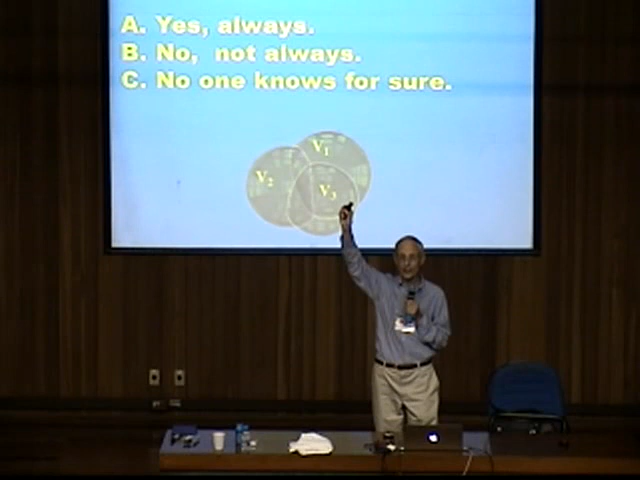 A. Yes, always.
B. No, not always.
C. No one knows for sure.
V1
V2
V3